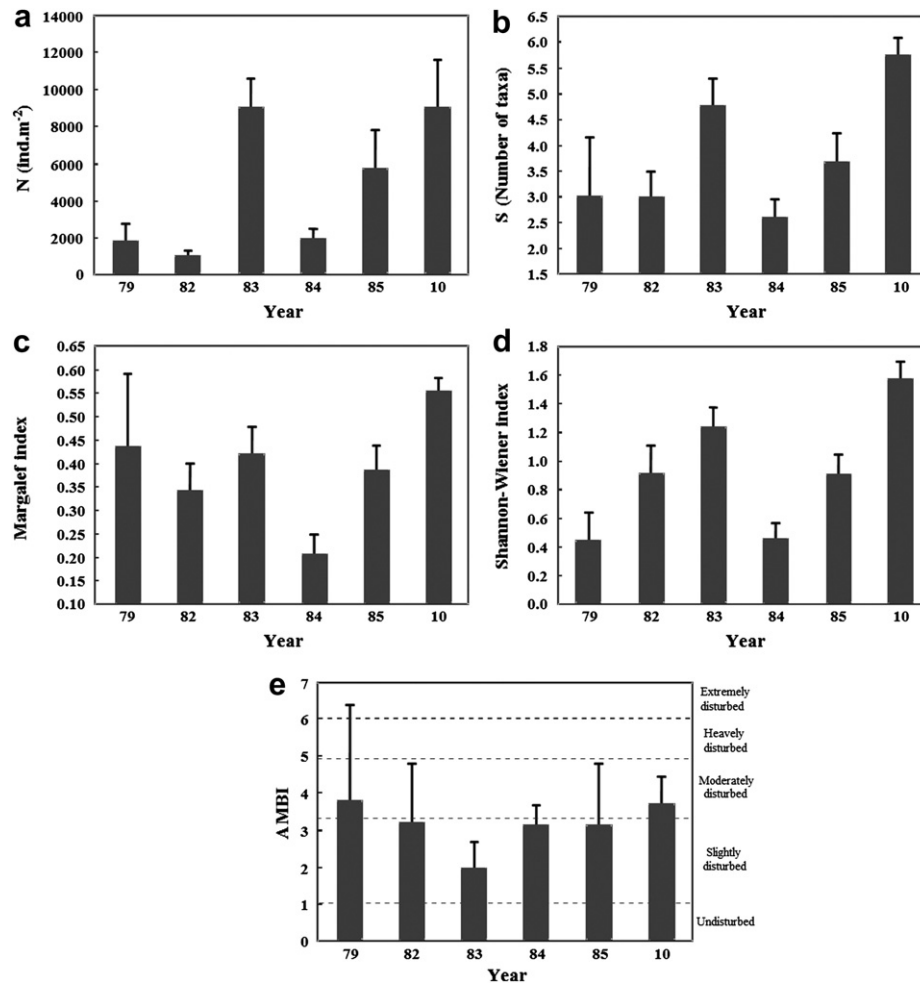 a
14000
12000
10000
8000
6000
4000
2000
0
N (ind.m-2)
79 82 83 84 85 10
Year
b
6.5
6.0
5.5
5.0
4.5
4.0
3.5
3.0
2.5
2.0
1.5
S (Number of taxa)
79 82 83 84 85 10
Year
c
0.65
0.60
0.55
0.50
0.45
0.40
0.35
0.30
0.25
0.20
0.15
0.10
Margalef index
79 82 83 84 85 10
Year
d
1.8
1.6
1.4
1.2
1.0
0.8
0.6
0.4
0.2
0.0
Shannon-Wiener index
79 82 83 84 85 10
Year
e
7
6
5
4
3
2
1
0
AMBI
Extremely
disturbed
Heavely
disturbed
Moderately
disturbed
Slightly
disturbed
Undisturbed
79 82 83 84 85 10
Year